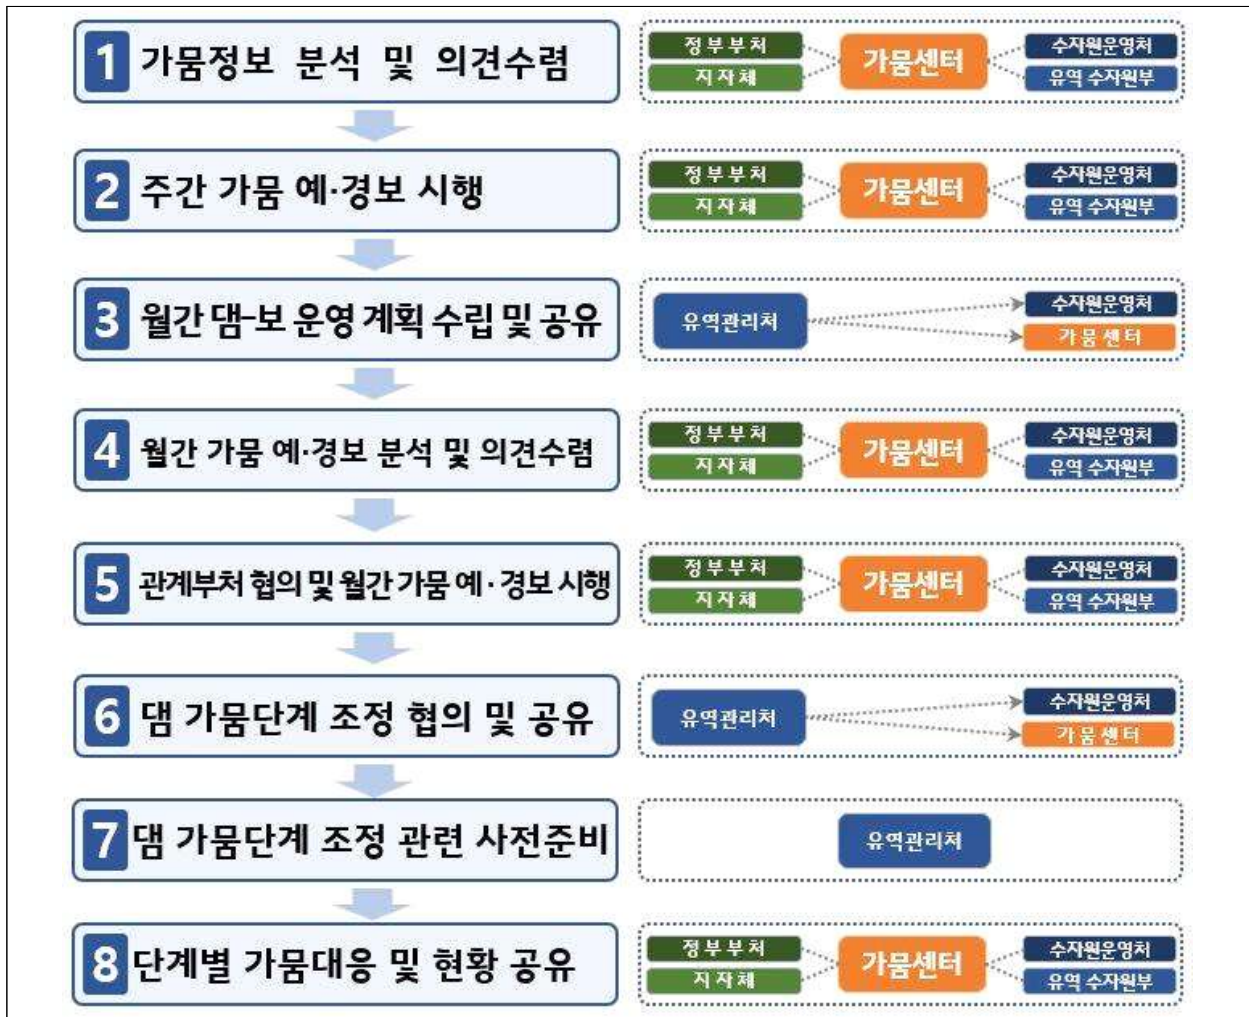 1 가뭄정보 분석 및 의견수렴
정부부처
지자체
가뭄센터
수자원운영처
유역 수자원부
2 주간 가뭄 예·경보 시행
정부부처
지자체
가뭄센터
수자원운영처
유역 수자원부
3 월간 댐-보 운영 계획 수립 및 공유
유역관리처
수자원운영처
가뭄센터
4 월간 가뭄 예·경보 분석 및 의견수렴
정부부처
지자체
가뭄센터
수자원운영처
유역 수자원부
5 관계부처 협의 및 월간 가뭄 예·경보 시행
정부부처
지자체
가뭄센터
수자원운영처
유역 수자원부
6 댐 가뭄단계 조정 협의 및 공유
유역관리처
수자원운영처
가뭄센터
7 댐 가뭄단계 조정 관련 사전준비
유역관리처
8 단계별 가뭄대응 및 현황 공유
정부부처
지자체
가뭄센터
수자원운영처
유역 수자원부